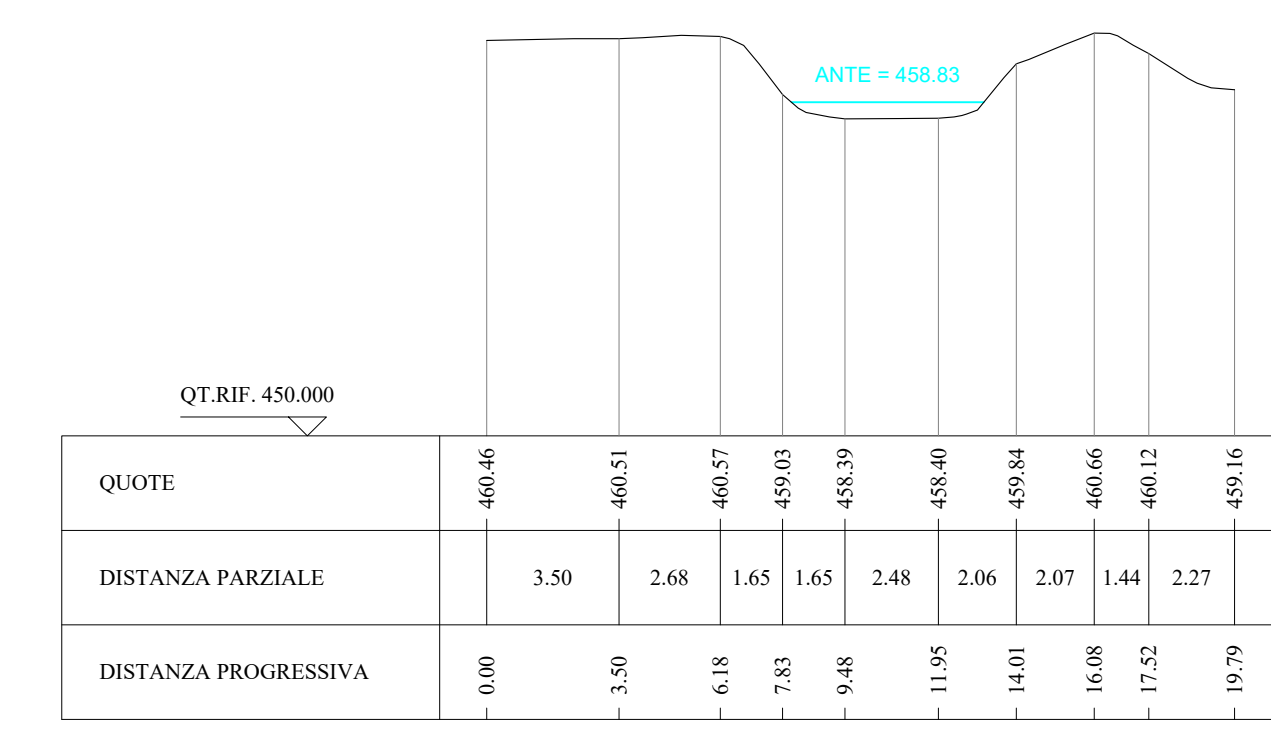 ANTE = 458.83
QT.RIF. 450.000
QUOTE 460.46 460.51 460.57 459.03 458.39 458.40 459.84 460.66 460.12 459.16
DISTANZA PARZIALE 3.50 2.68 1.65 1.65 2.48 2.06 2.07 1.44 2.27
DISTANZA PROGRESSIVA 0.00 3.50 6.18 7.83 9.48 11.95 14.01 16.08 17.52 19.79